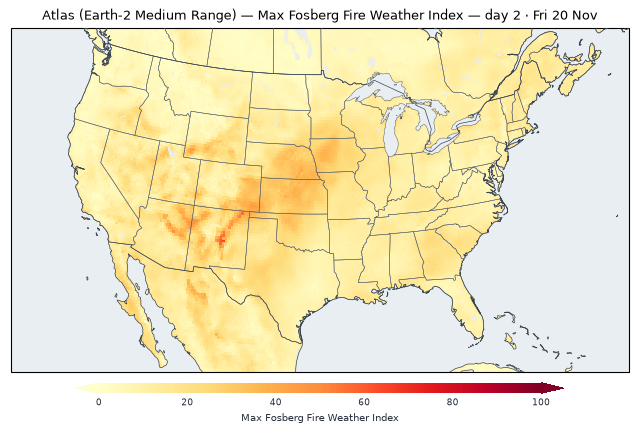 Atlas (Earth-2 Medium Range) — Max Fosberg Fire Weather Index — day 2 · Fri 20 Nov
0 20 40 60 80 100
Max Fosberg Fire Weather Index